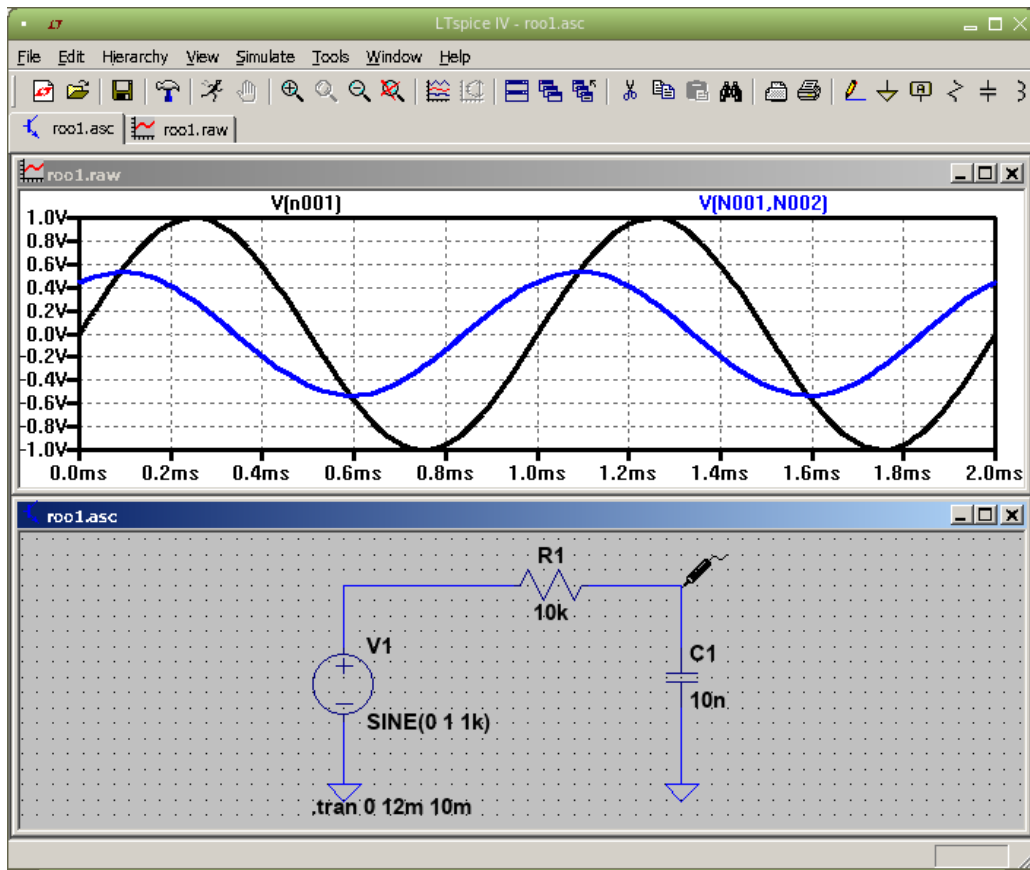 LTspice IV - roo1.asc
File Edit Hierarchy View Simulate Tools Window Help
roo1.asc roo1.raw
roo1.raw
V(n001) V(N001,N002)
1.0V
0.8V
0.6V
0.4V
0.2V
0.0V
-0.2V
-0.4V
-0.6V
-0.8V
-1.0V
0.0ms 0.2ms 0.4ms 0.6ms 0.8ms 1.0ms 1.2ms 1.4ms 1.6ms 1.8ms 2.0ms
roo1.asc
R1
10k
V1
C1
10n
SINE(0 1 1k)
.tran 0 12m 10m